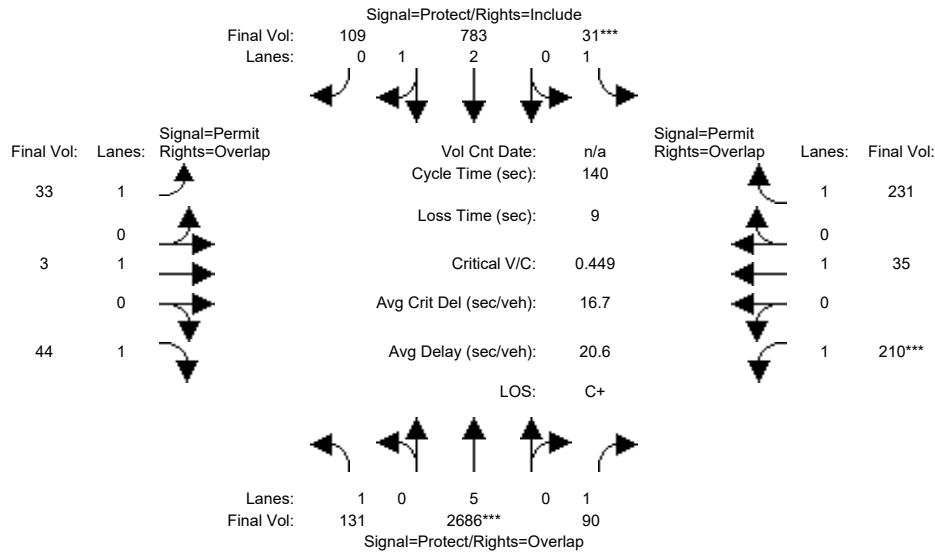 Signal=Protect/Rights=Include
Final Vol: 109 783 31***
Lanes: 0 1 2 0 1
Signal=Permit Signal=Permit
Final Vol: Lanes: Rights=Overlap Vol Cnt Date: n/a Rights=Overlap Lanes: Final Vol:
Cycle Time (sec): 140
33 1 1 231
Loss Time (sec): 9
0 0
3 1 Critical V/C: 0.449 1 35
0 Avg Crit Del (sec/veh): 16.7 0
44 1 Avg Delay (sec/veh): 20.6 1 210***
LOS: C+
Lanes: 1 0 5 0 1
Final Vol: 131 2686*** 90
Signal=Protect/Rights=Overlap